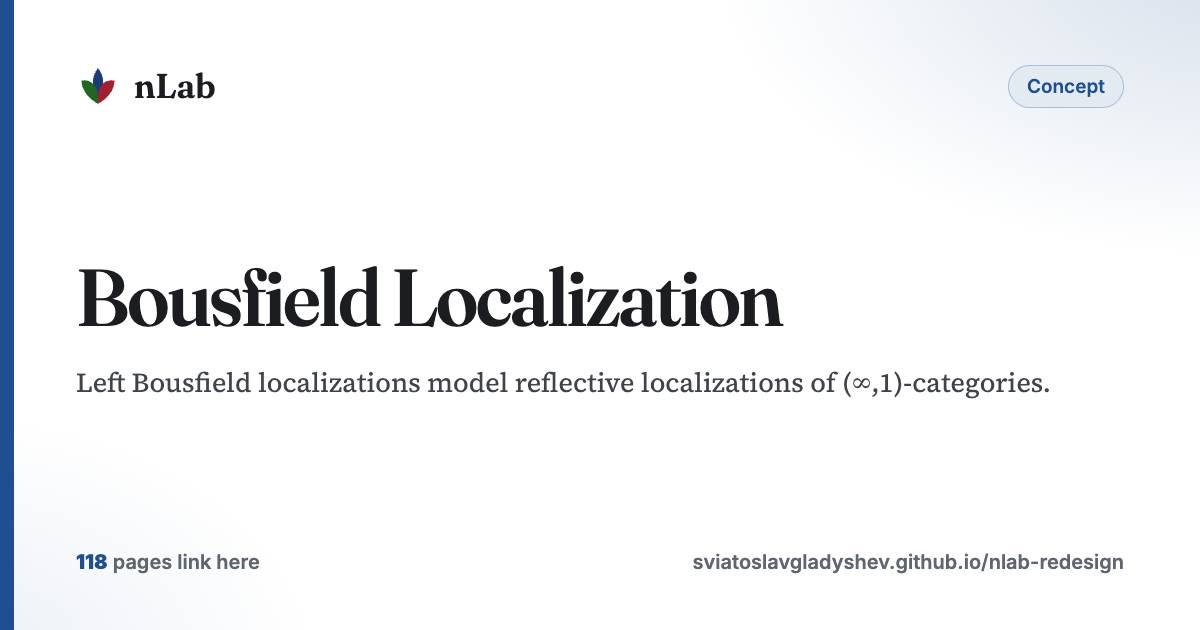 nLab
Concept
Bousfield Localization
Left Bousfield localizations model reflective localizations of (∞,1)-categories.
118 pages link here
sviatoslavgladyshev.github.io/nlab-redesign